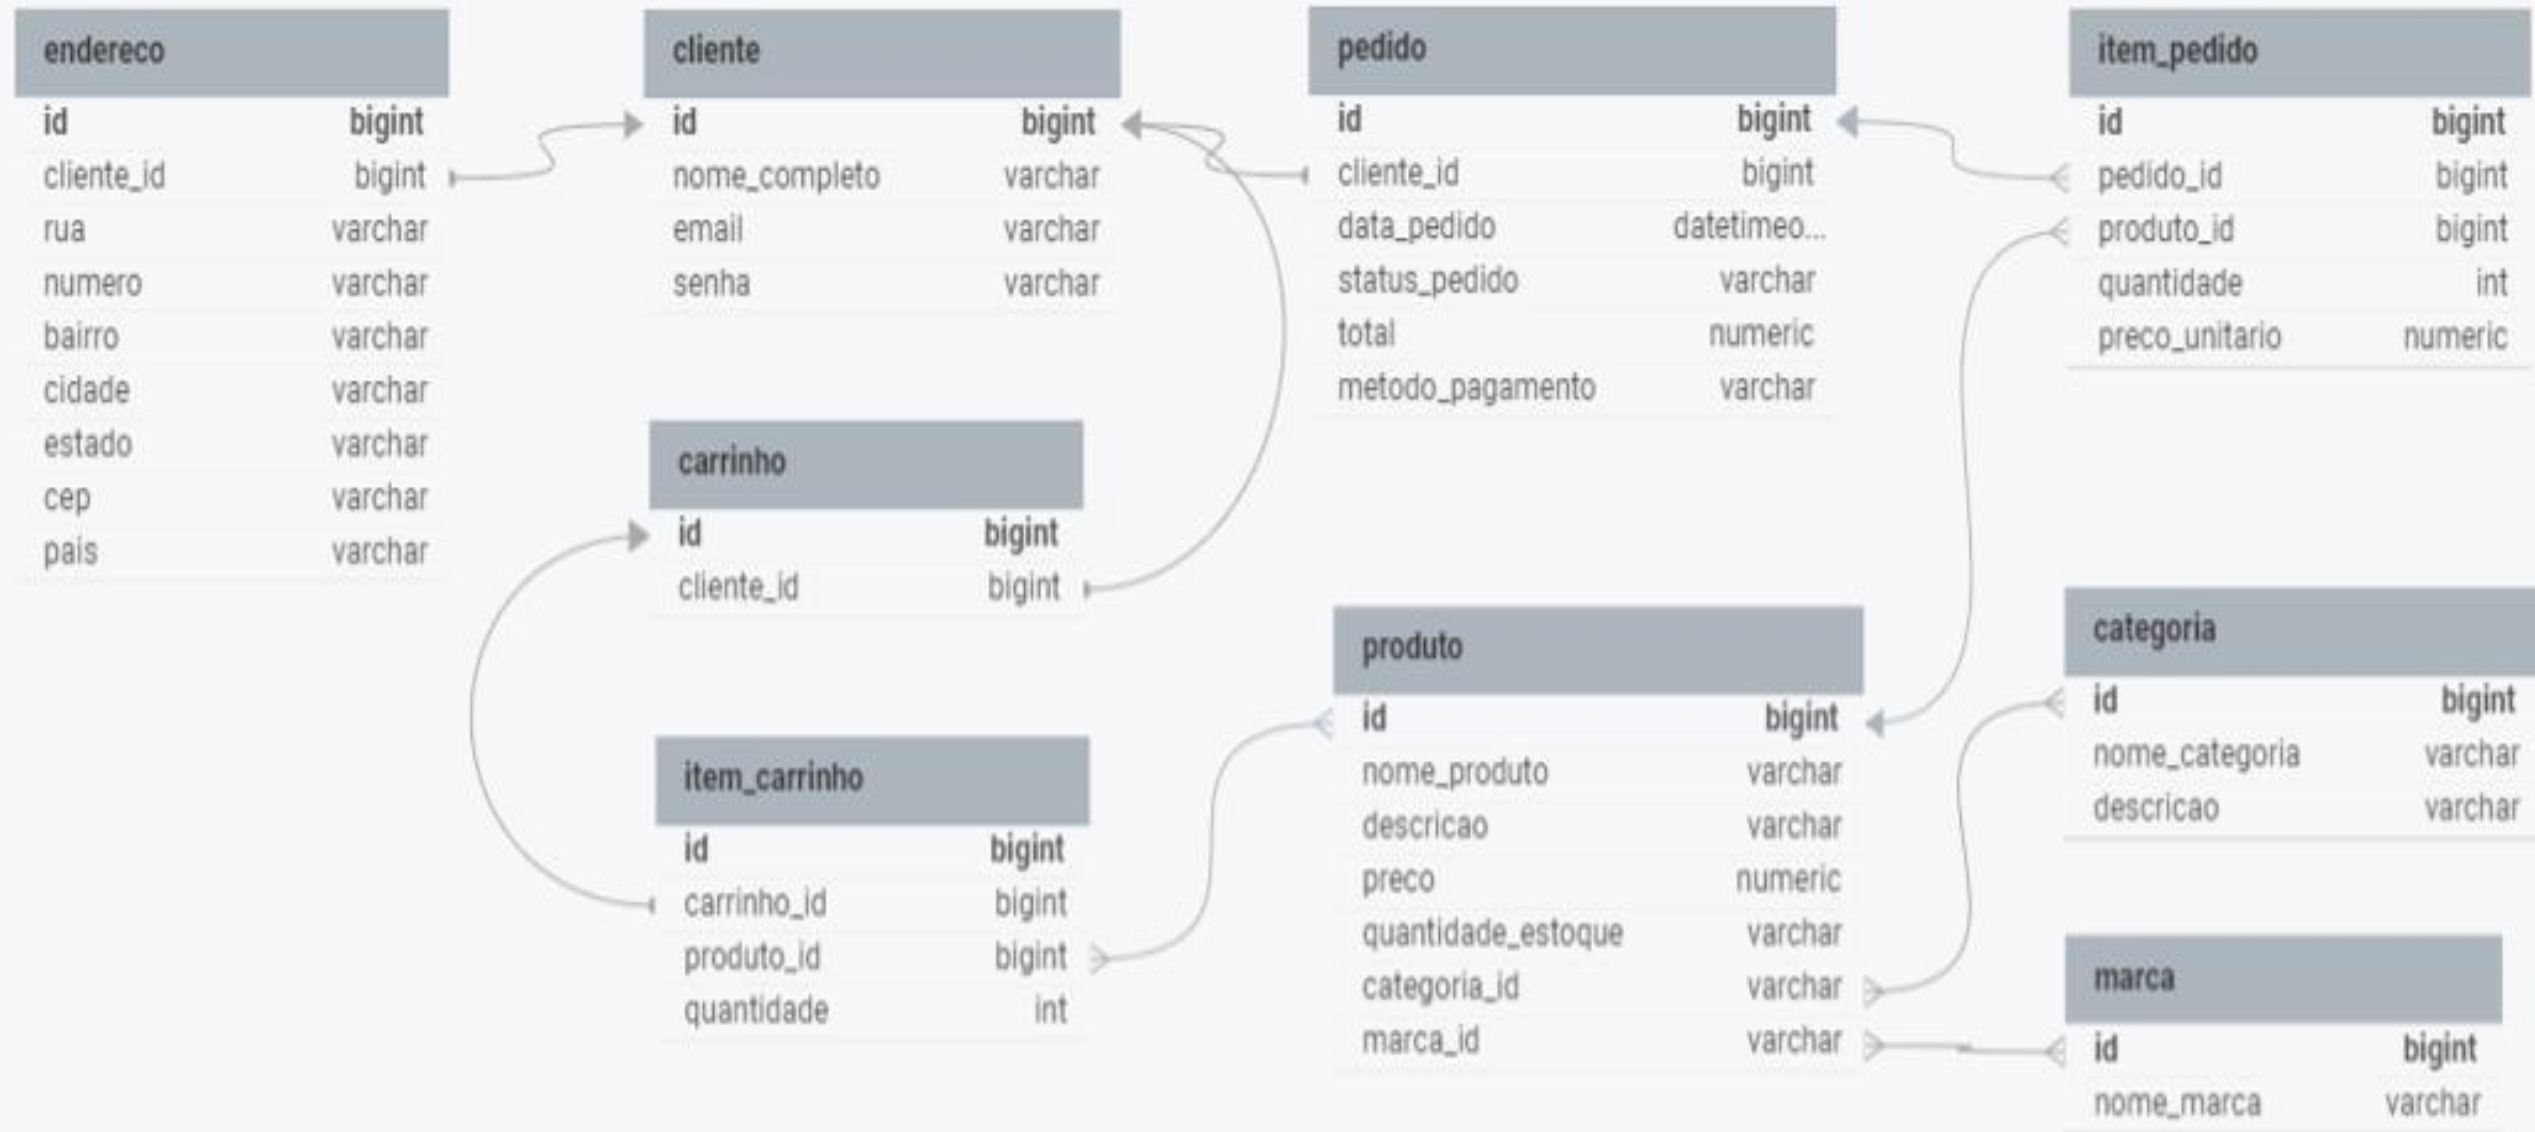 endereco
id bigint
cliente_id bigint
rua varchar
numero varchar
bairro varchar
cidade varchar
estado varchar
cep varchar
pais varchar
cliente
id bigint
nome_completo varchar
email varchar
senha varchar
carrinho
id bigint
cliente_id bigint
item_carrinho
id bigint
carrinho_id bigint
produto_id bigint
quantidade int
pedido
id bigint
cliente_id bigint
data_pedido datetimeo...
status_pedido varchar
total numeric
metodo_pagamento varchar
produto
id bigint
nome_produto varchar
descricao varchar
preco numeric
quantidade_estoque varchar
categoria_id varchar
marca_id varchar
item_pedido
id bigint
pedido_id bigint
produto_id bigint
quantidade int
preco_unitario numeric
categoria
id bigint
nome_categoria varchar
descricao varchar
marca
id bigint
nome_marca varchar